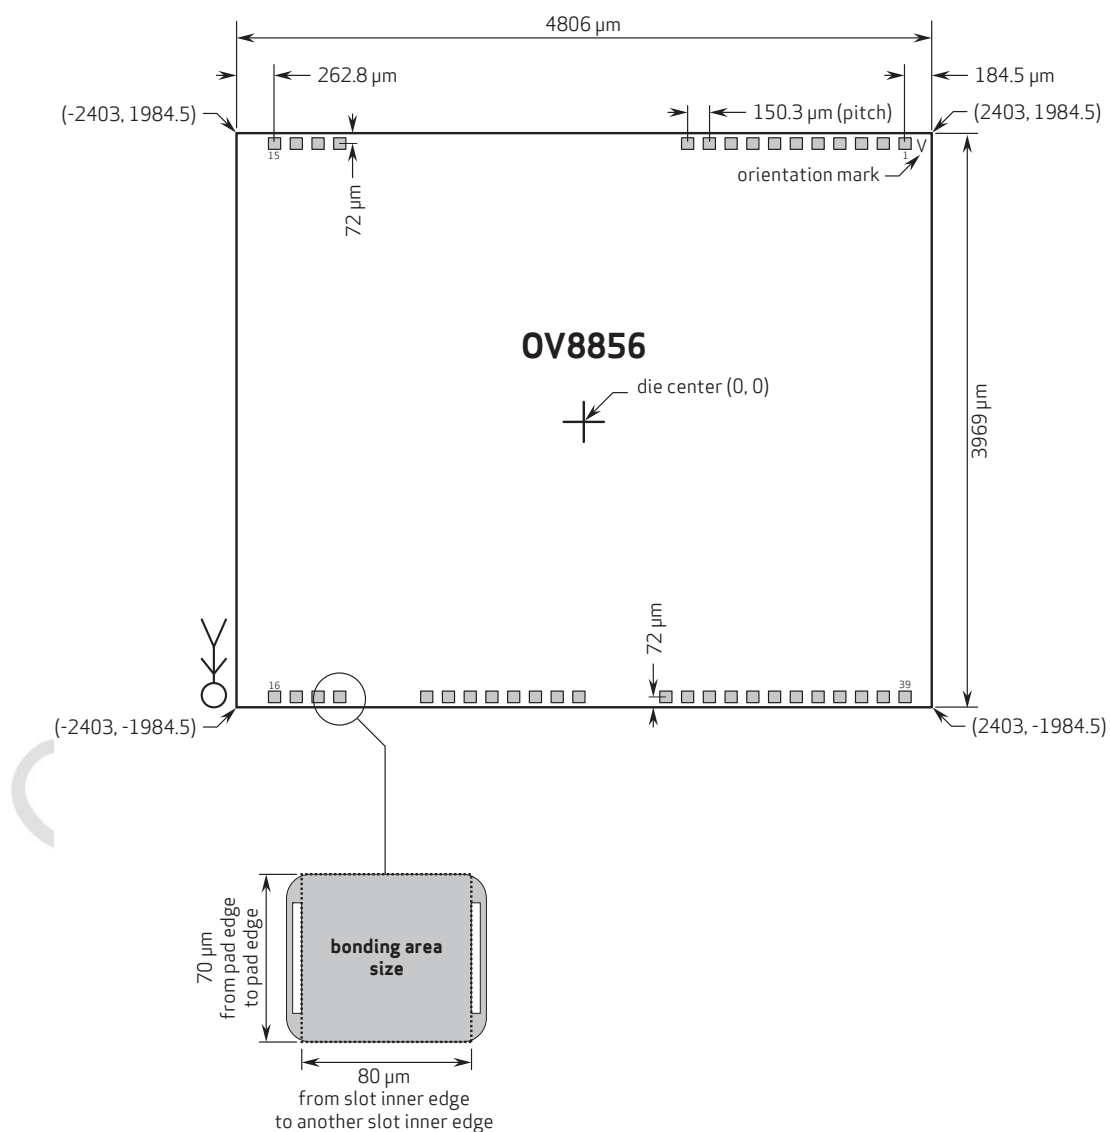 4806 µm
262.8 µm
184.5 µm
(-2403, 1984.5)
150.3 µm (pitch)
(2403, 1984.5)
15
1
V
orientation mark
72 µm
OV8856
die center (0, 0)
3969 µm
72 µm
16
39
(-2403, -1984.5)
(2403, -1984.5)
70 µm
from pad edge
to pad edge
bonding area
size
80 µm
from slot inner edge
to another slot inner edge